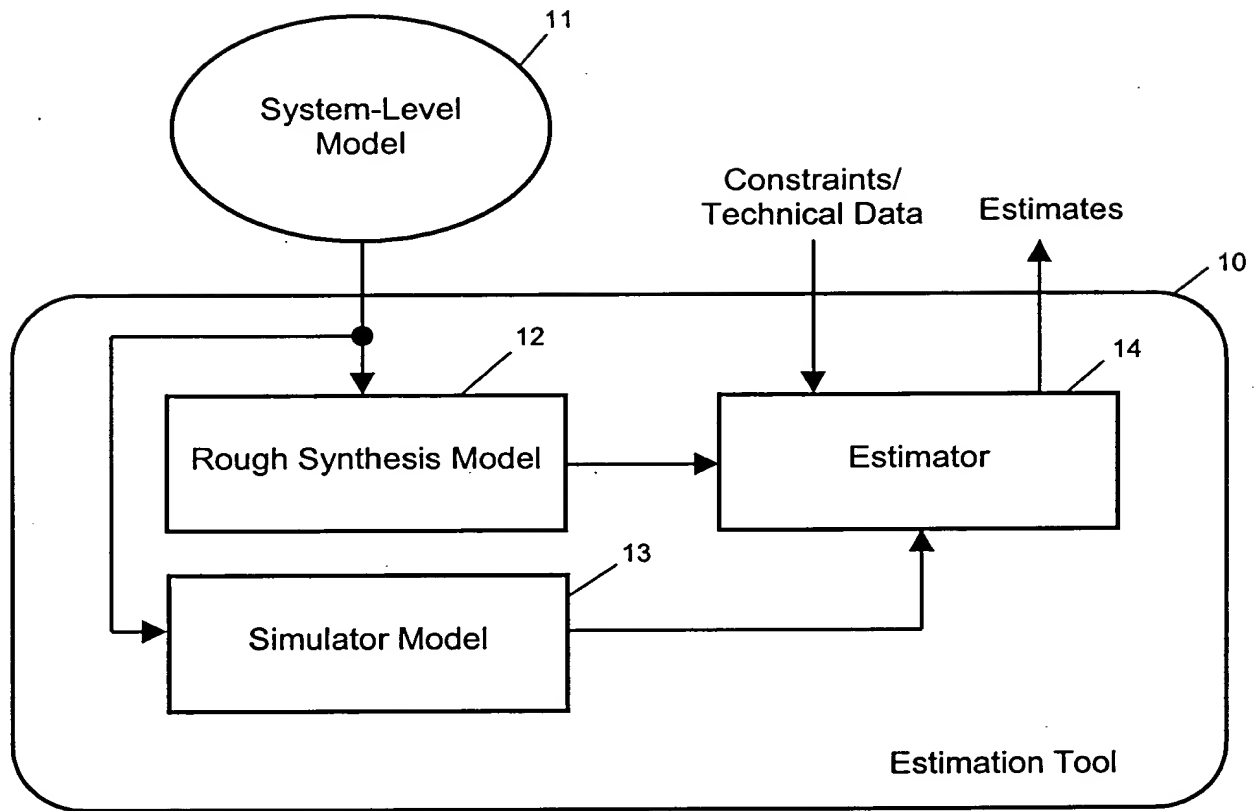 11
System-Level
Model
Constraints/
Technical Data
Estimates
10
12
14
Rough Synthesis Model
Estimator
13
Simulator Model
Estimation Tool